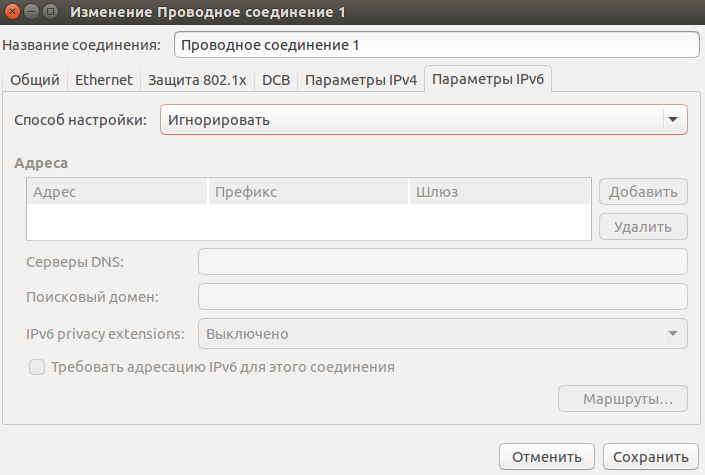 Изменение Проводное соединение 1
Название соединения: Проводное соединение 1
Общий Ethernet Защита 802.1x DCB Параметры IPv4 Параметры IPv6
Способ настройки: Игнорировать
Адреса
Адрес Префикс Шлюз Добавить
Удалить
Серверы DNS:
Поисковый домен:
IPv6 privacy extensions: Выключено
Требовать адресацию IPv6 для этого соединения
Маршруты…
Отменить Сохранить